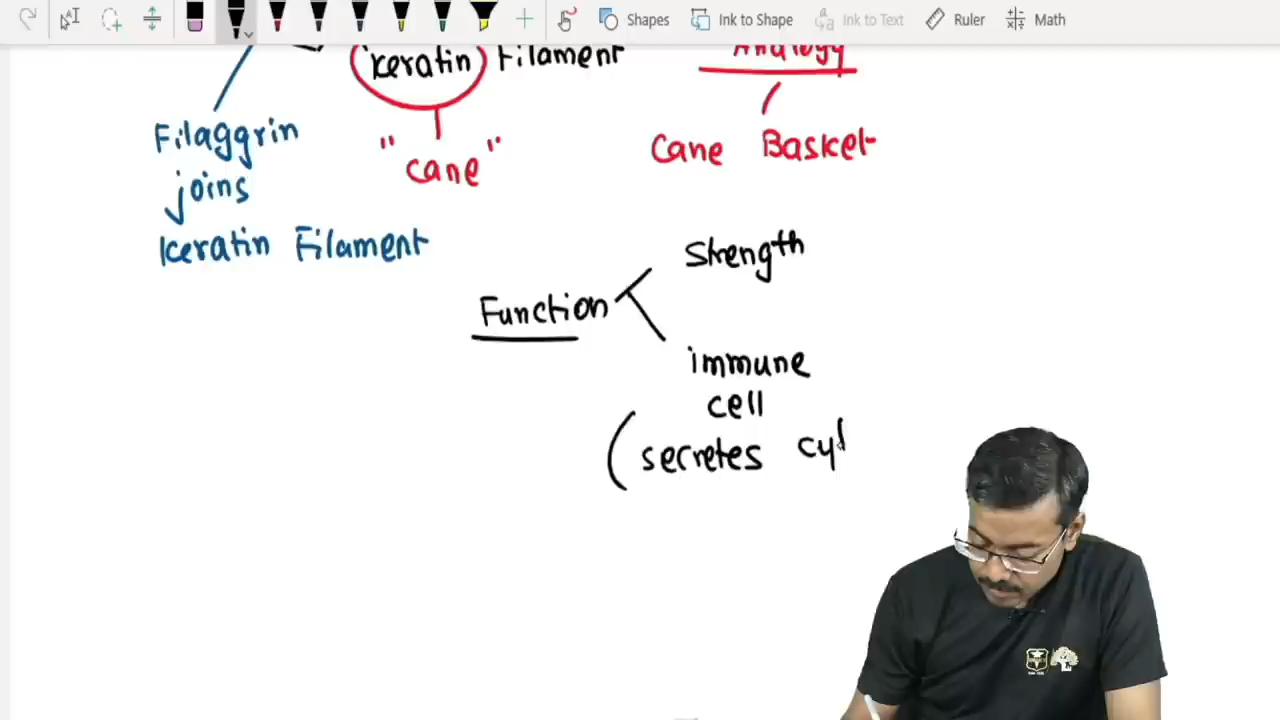 Shapes Ink to Shape Ink to Text Ruler Math
Keratin Filament
Analogy
Filaggrin
joins
Keratin Filament
"cane"
Cane Basket
Function
Strength
immune
cell
(secretes cyt